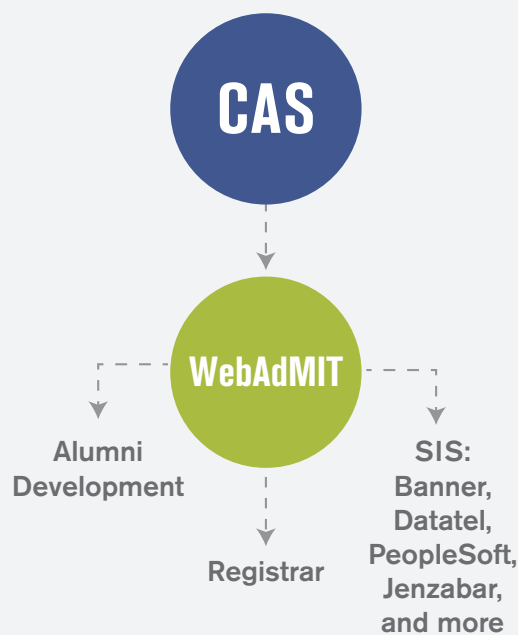 CAS
WebAdMIT
Alumni
Development
Registrar
SIS:
Banner,
Datatel,
PeopleSoft,
Jenzabar,
and more